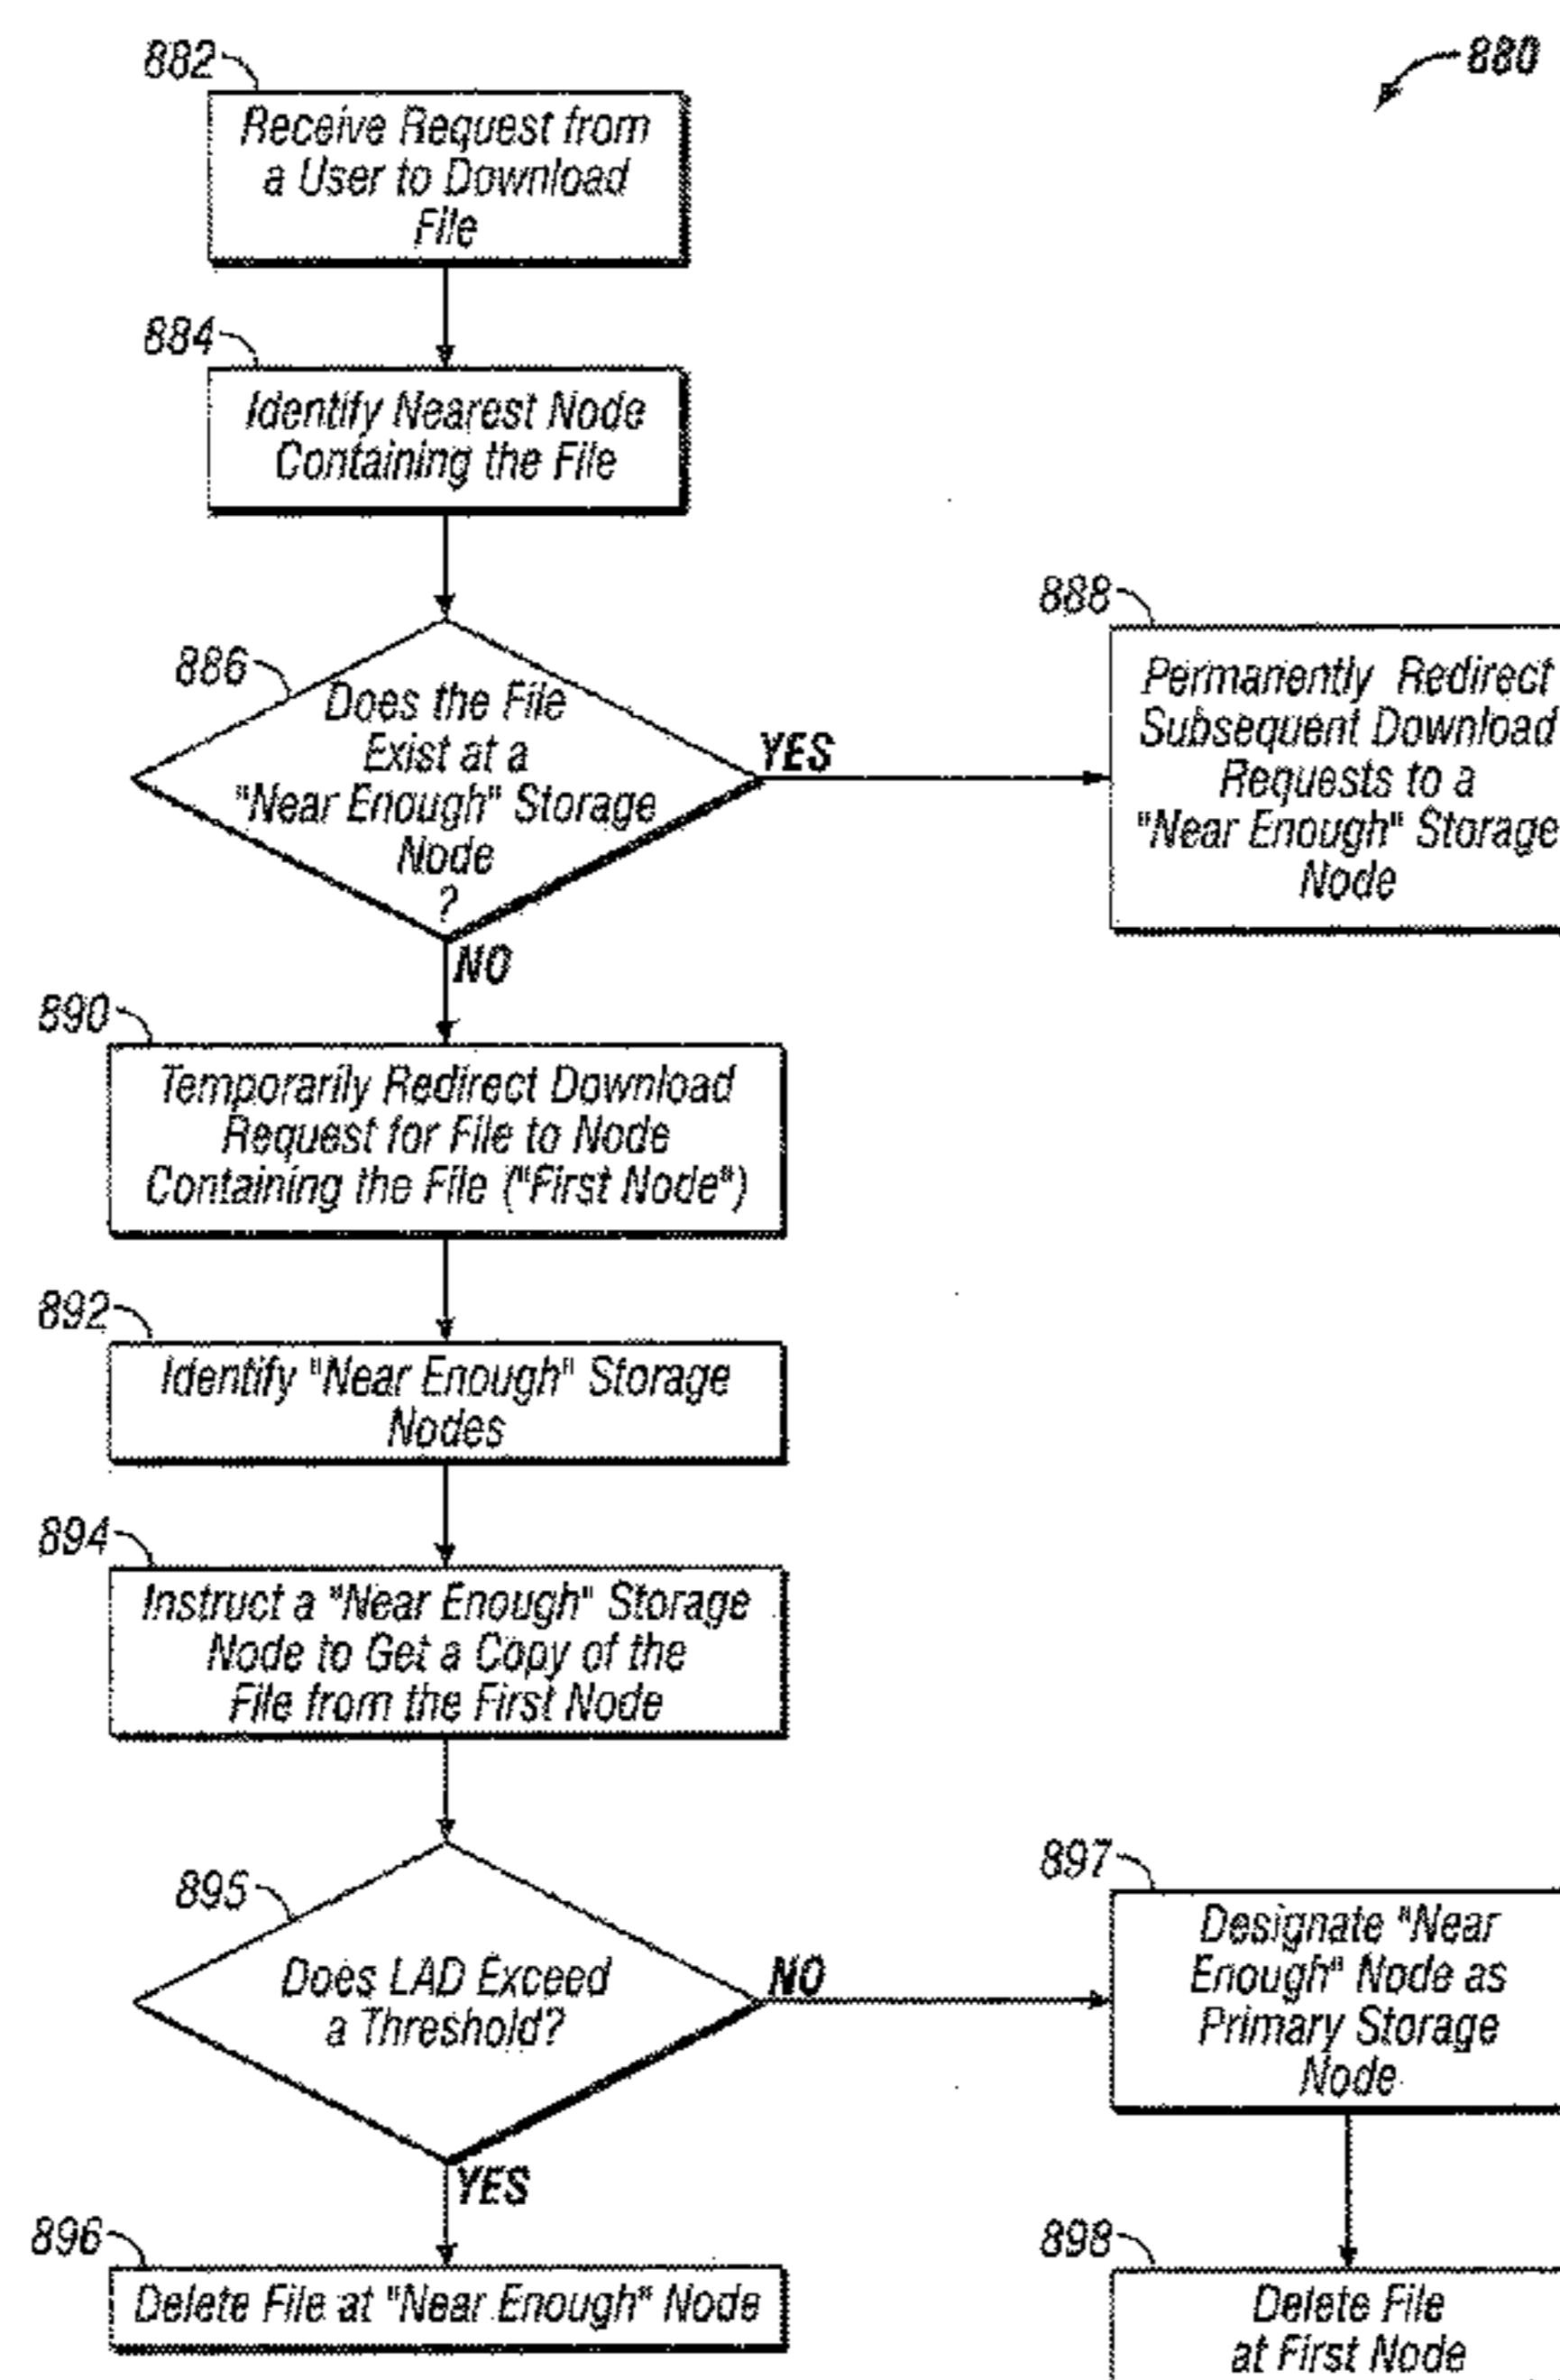 880
882
Receive Request from
a User to Download
File
884
Identify Nearest Node
Containing the File
886
Does the File
Exist at a
"Near Enough" Storage
Node
?
YES
NO
888
Permanently Redirect
Subsequent Download
Requests to a
"Near Enough" Storage
Node
890
Temporarily Redirect Download
Request for File to Node
Containing the File ("First Node")
892
Identify "Near Enough" Storage
Nodes
894
Instruct a "Near Enough" Storage
Node to Get a Copy of the
File from the First Node
895
Does LAD Exceed
a Threshold?
NO
YES
897
Designate "Near
Enough" Node as
Primary Storage
Node
896
Delete File at "Near Enough" Node
898
Delete File
at First Node